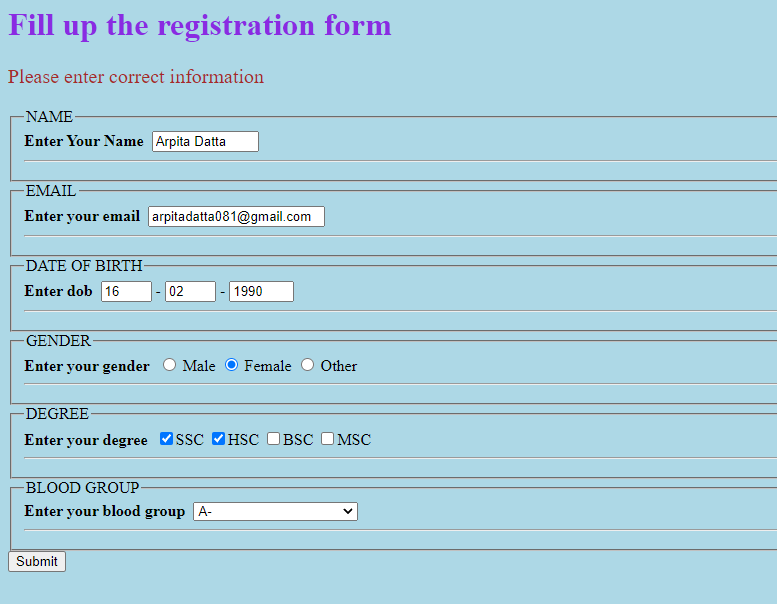 Fill up the registration form
Please enter correct information
NAME
Enter Your Name Arpita Datta
EMAIL
Enter your email arpitadatta081@gmail.com
DATE OF BIRTH
Enter dob 16 - 02 - 1990
GENDER
Enter your gender Male Female Other
DEGREE
Enter your degree SSC HSC BSC MSC
BLOOD GROUP
Enter your blood group A-
Submit